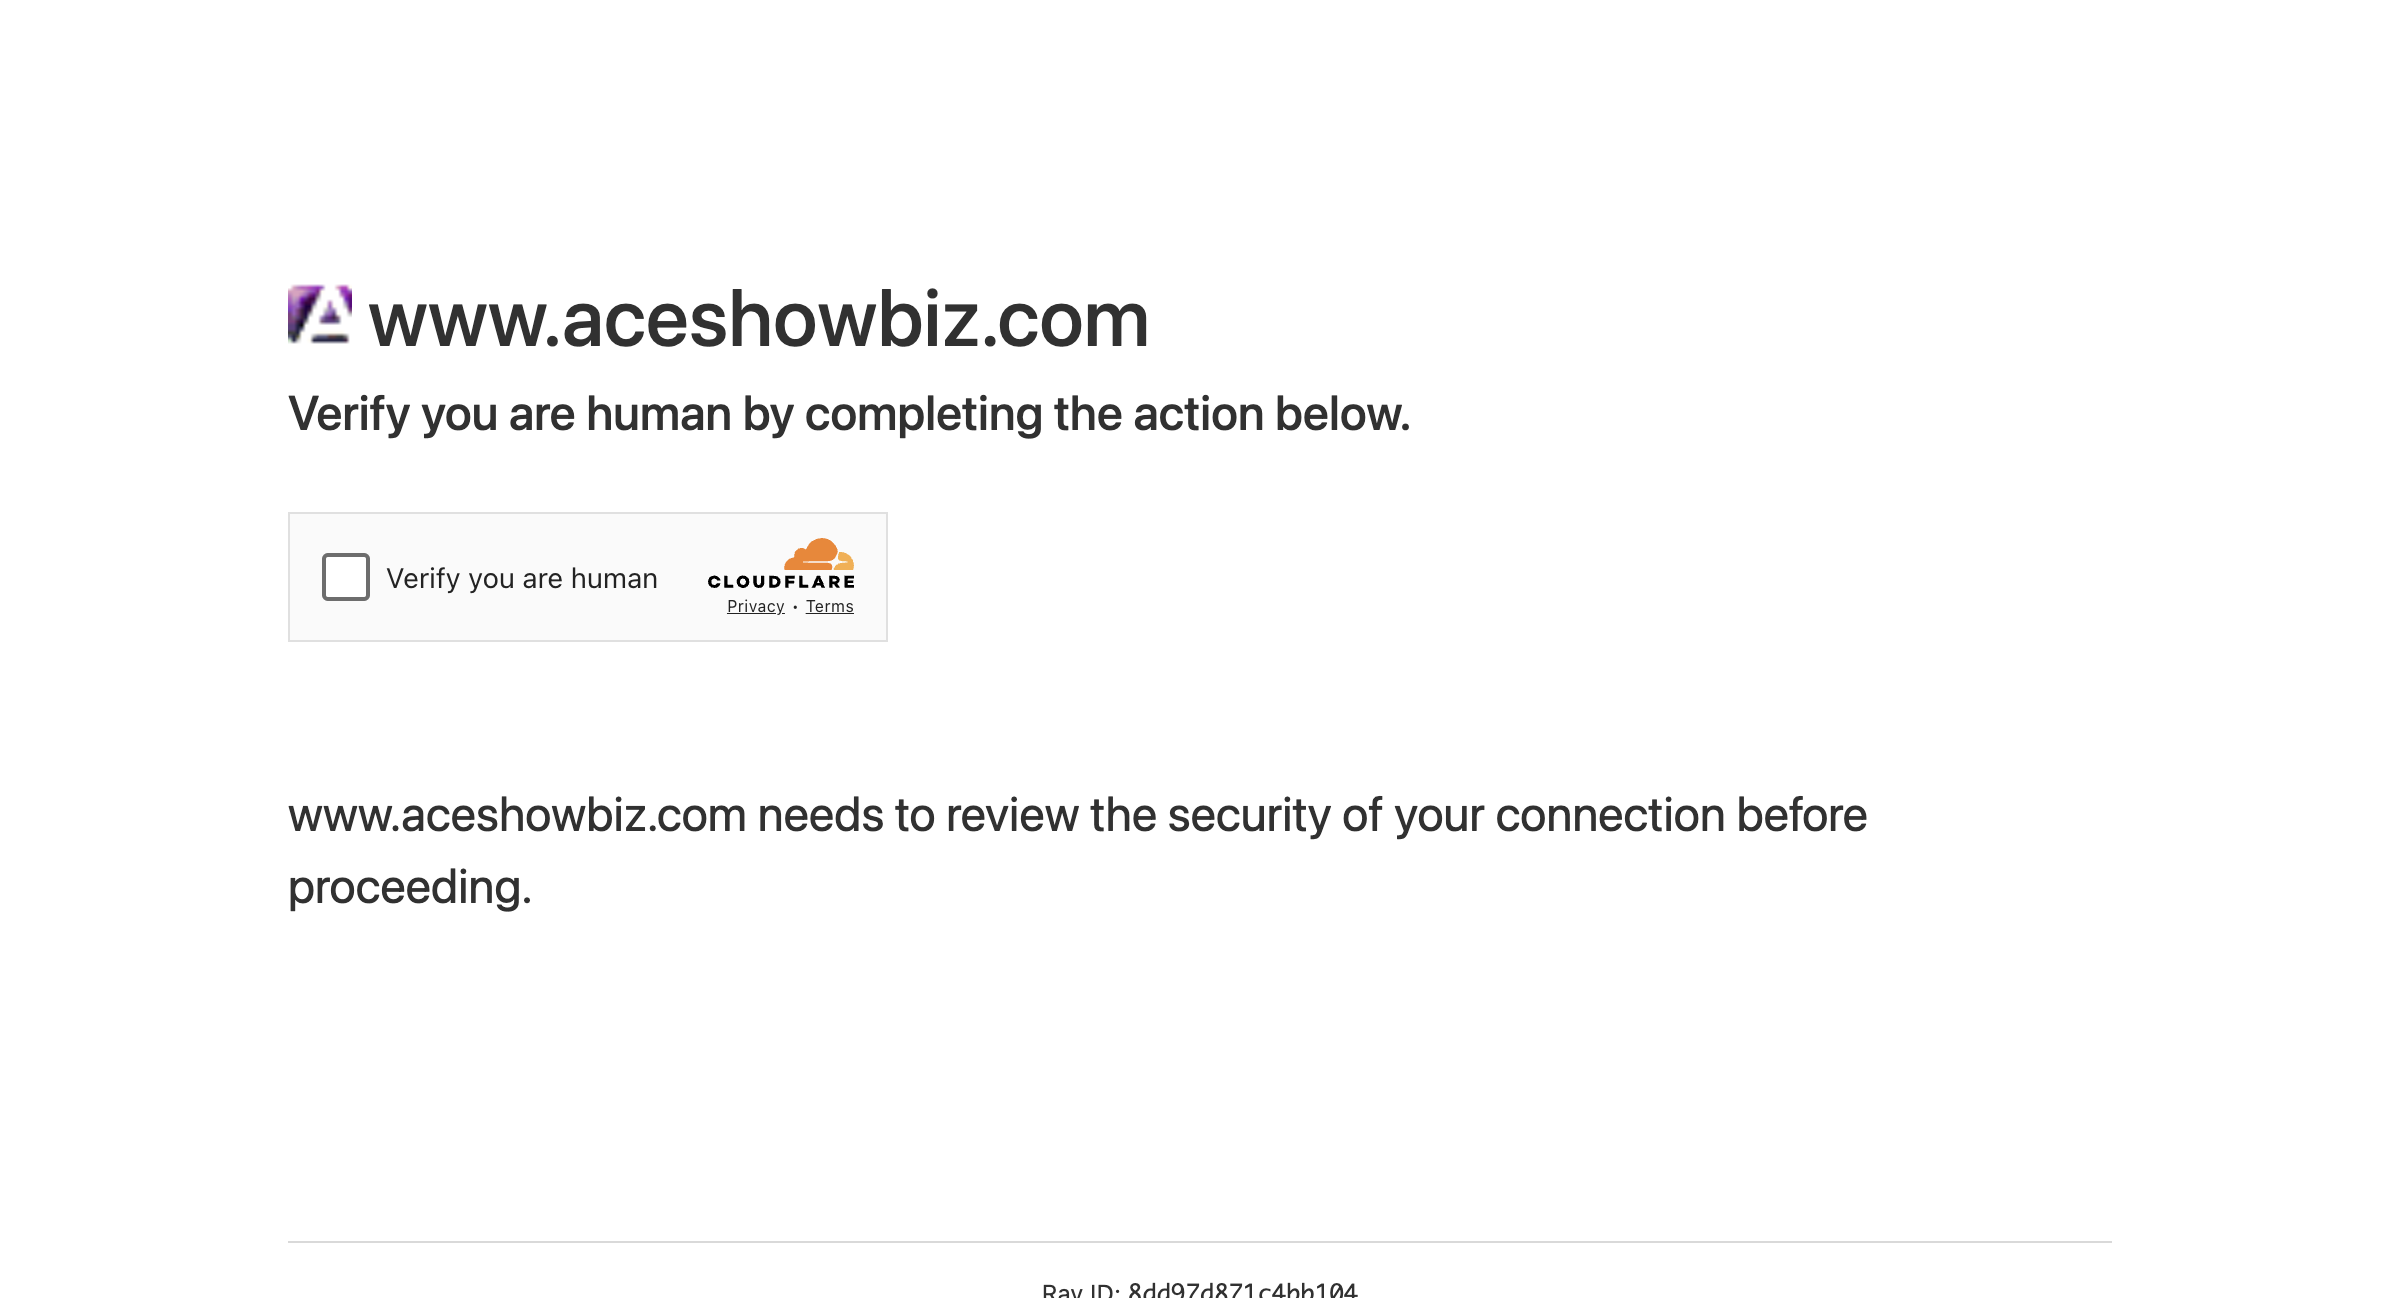 www.aceshowbiz.com
Verify you are human by completing the action below.
Verify you are human
CLOUDFLARE
Privacy • Terms
www.aceshowbiz.com needs to review the security of your connection before
proceeding.
Ray ID: 8dd97d871c4bb104